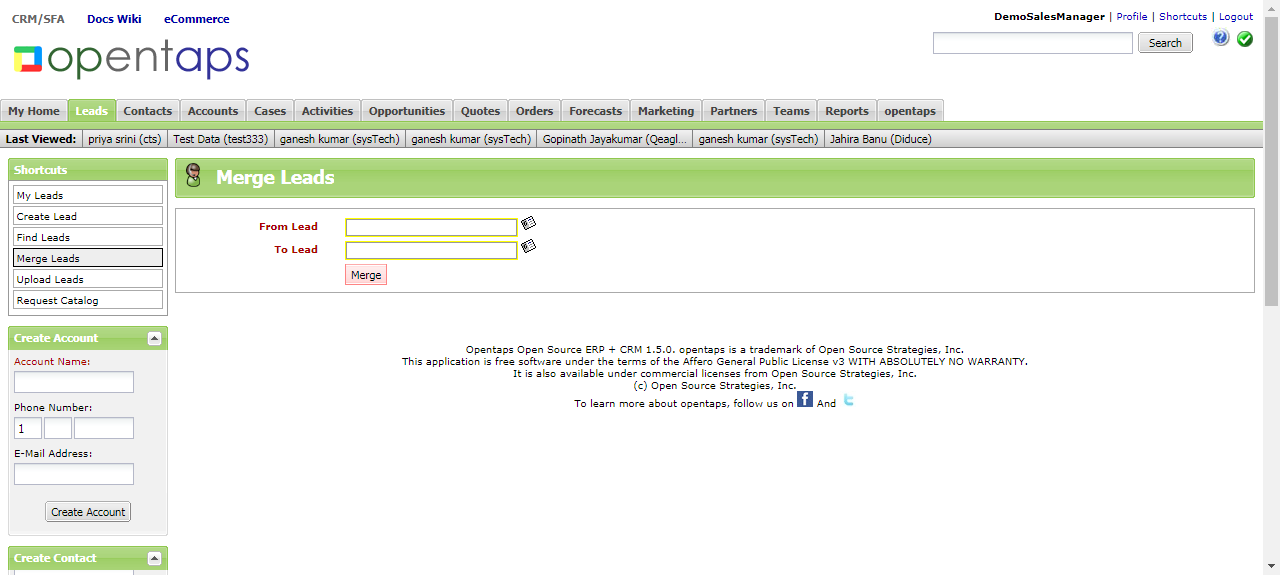 CRM/SFA Docs Wiki eCommerce
DemoSalesManager | Profile | Shortcuts | Logout
opentaps
Search
My Home Leads Contacts Accounts Cases Activities Opportunities Quotes Orders Forecasts Marketing Partners Teams Reports opentaps
Last Viewed: priya srini (cts) Test Data (test333) ganesh kumar (sysTech) ganesh kumar (sysTech) Gopinath Jayakumar (Qeagl... ganesh kumar (sysTech) Jahira Banu (Diduce)
Shortcuts
My Leads
Create Lead
Find Leads
Merge Leads
Upload Leads
Request Catalog
Merge Leads
From Lead
To Lead
Merge
Create Account
Account Name:
Phone Number:
1
E-Mail Address:
Create Account
Create Contact
Opentaps Open Source ERP + CRM 1.5.0. opentaps is a trademark of Open Source Strategies, Inc.
This application is free software under the terms of the Affero General Public License v3 WITH ABSOLUTELY NO WARRANTY.
It is also available under commercial licenses from Open Source Strategies, Inc.
(c) Open Source Strategies, Inc.
To learn more about opentaps, follow us on f And t